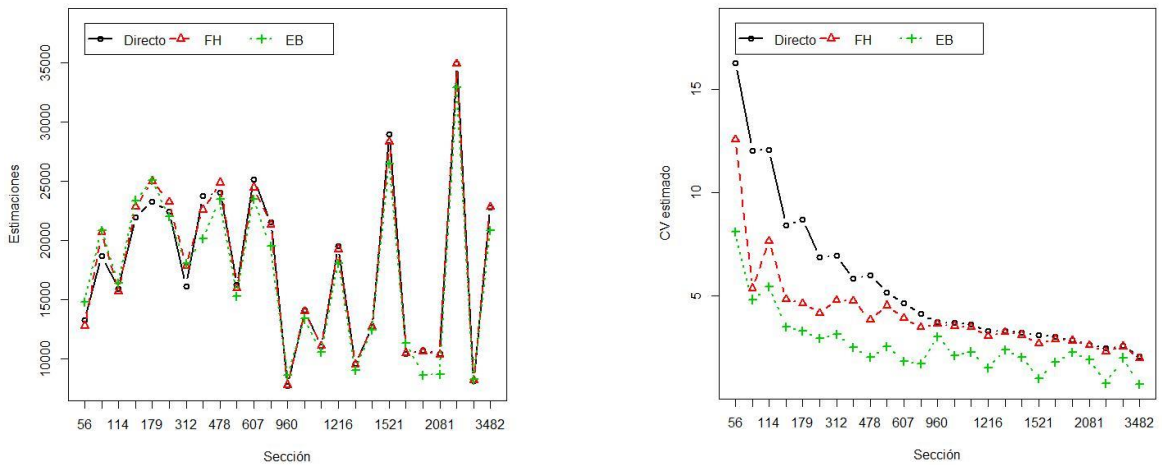 Directo FH EB
Estimaciones
35000
30000
25000
20000
15000
10000
56 114 179 312 478 607 960 1216 1521 2081 3482
Sección
Directo FH EB
CV estimado
15
10
5
56 114 179 312 478 607 960 1216 1521 2081 3482
Sección